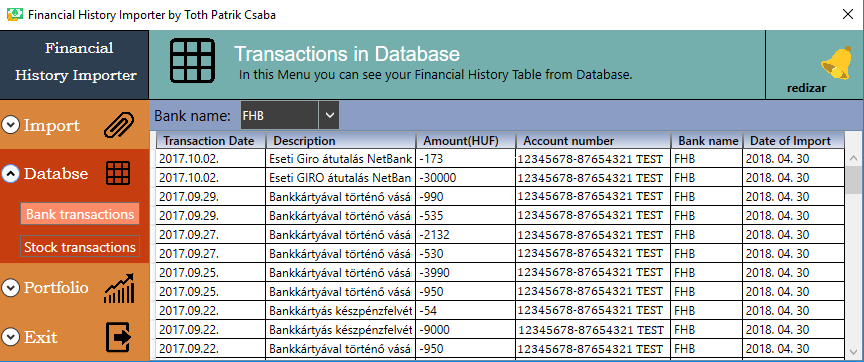 Financial History Importer by Toth Patrik Csaba
Financial
History Importer
Transactions in Database
In this Menu you can see your Financial History Table from Database.
redizar
Import
Databse
Bank transactions
Stock transactions
Portfolio
Exit
Bank name: FHB
Transaction Date Description Amount(HUF) Account number Bank name Date of Import
2017.10.02. Eseti Giro átutalás NetBank -173 12345678-87654321 TEST FHB 2018. 04. 30
2017.10.02. Eseti GIRO átutalás NetBan -30000 12345678-87654321 TEST FHB 2018. 04. 30
2017.09.29. Bankkártyával történő vásá -990 12345678-87654321 TEST FHB 2018. 04. 30
2017.09.29. Bankkártyával történő vásá -535 12345678-87654321 TEST FHB 2018. 04. 30
2017.09.27. Bankkártyával történő vásá -2132 12345678-87654321 TEST FHB 2018. 04. 30
2017.09.27. Bankkártyával történő vásá -530 12345678-87654321 TEST FHB 2018. 04. 30
2017.09.25. Bankkártyával történő vásá -3990 12345678-87654321 TEST FHB 2018. 04. 30
2017.09.25. Bankkártyával történő vásá -950 12345678-87654321 TEST FHB 2018. 04. 30
2017.09.22. Bankkártyás készpénzfelvét -54 12345678-87654321 TEST FHB 2018. 04. 30
2017.09.22. Bankkártyás készpénzfelvét -9000 12345678-87654321 TEST FHB 2018. 04. 30
2017.09.22. Bankkártyával történő vásá -950 12345678-87654321 TEST FHB 2018. 04. 30